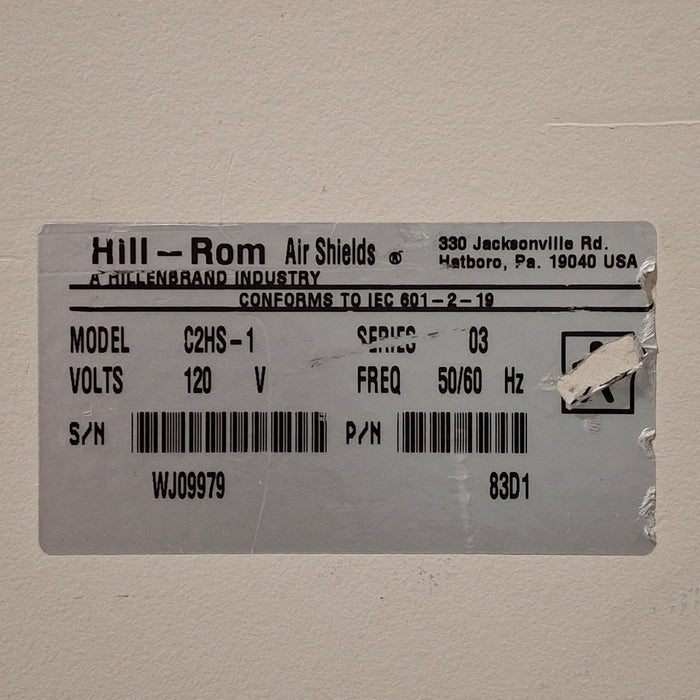 Hill-Rom Air Shields ®
330 Jacksonville Rd.
Hatboro, Pa. 19040 USA
A HILLENBRAND INDUSTRY
CONFORMS TO IEC 601-2-19
MODEL C2HS-1 SERIES 03
VOLTS 120 V FREQ 50/60 Hz
S/N P/N
WJ09979 83D1